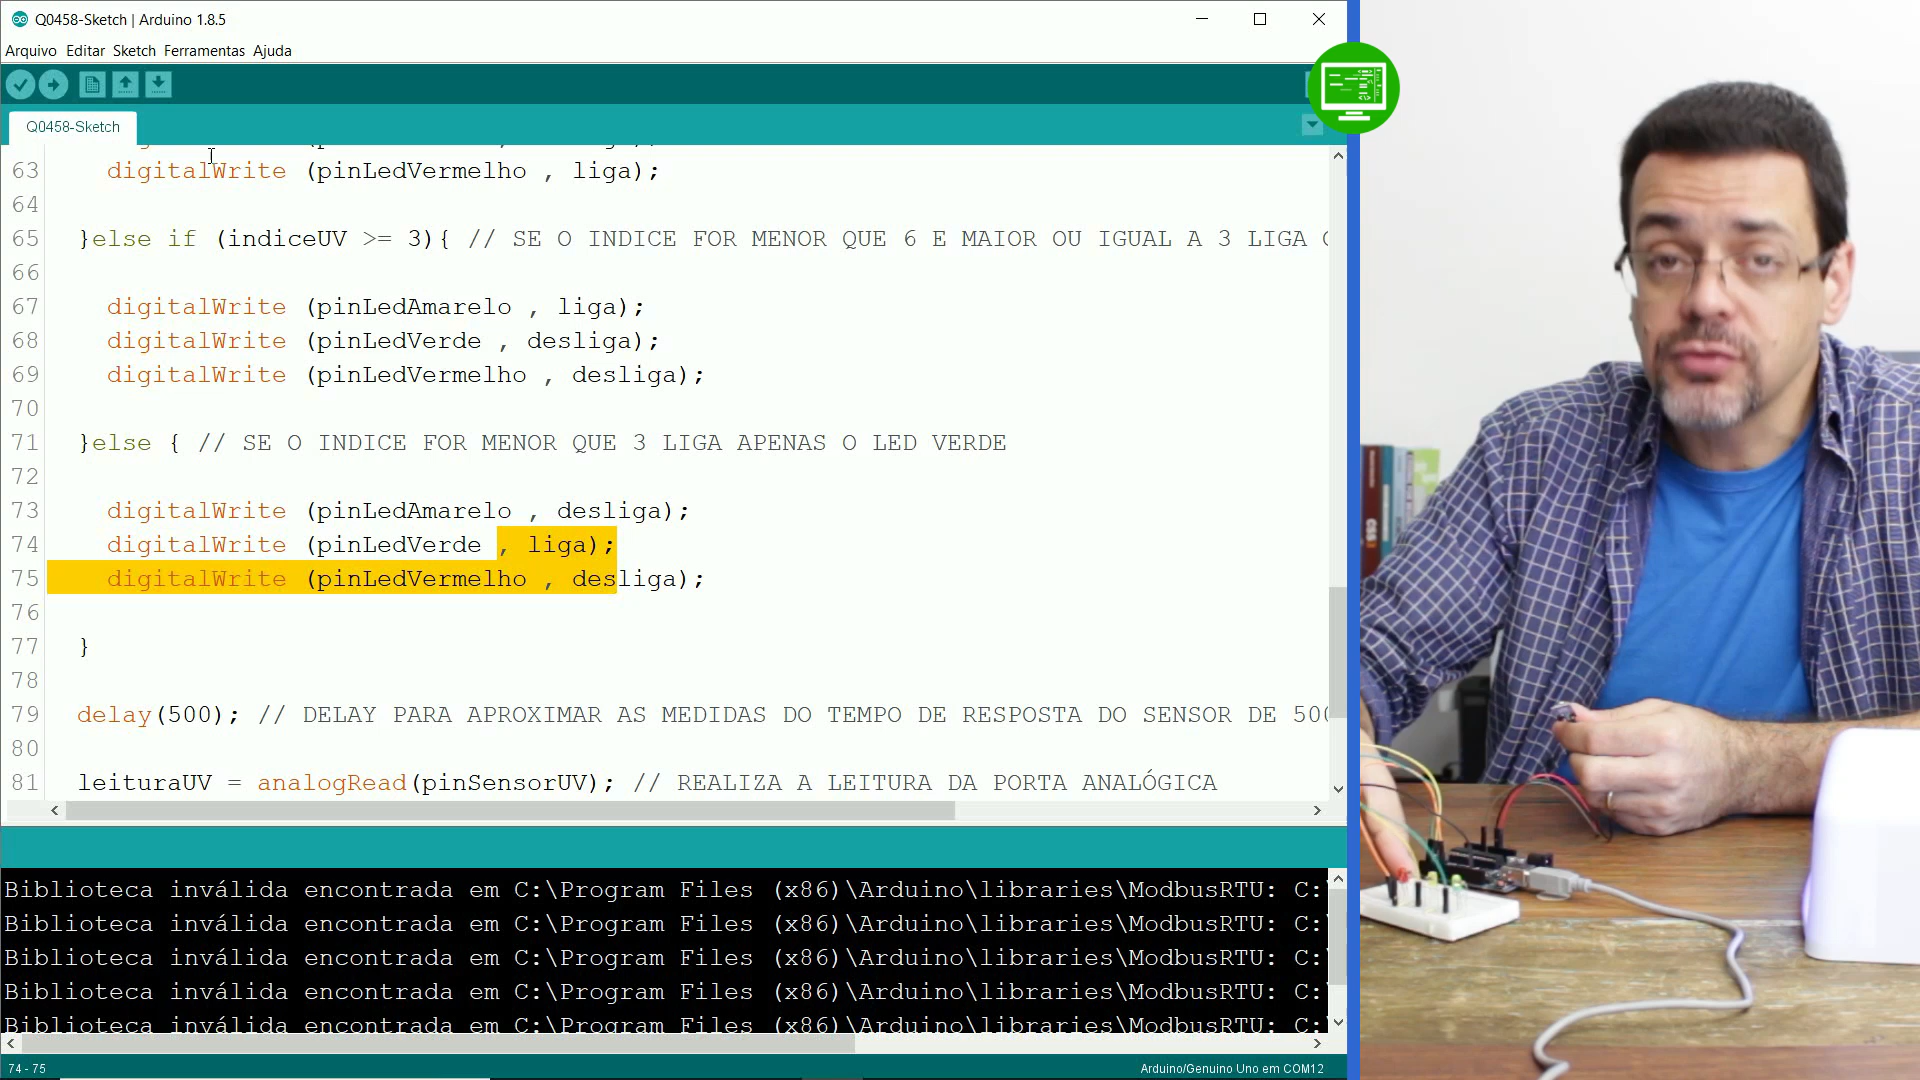 Q0458-Sketch | Arduino 1.8.5
Arquivo Editar Sketch Ferramentas Ajuda
Q0458-Sketch
63 digitalWrite (pinLedVermelho , liga);
64
65 }else if (indiceUV >= 3){ // SE O INDICE FOR MENOR QUE 6 E MAIOR OU IGUAL A 3 LIGA
66
67 digitalWrite (pinLedAmarelo , liga);
68 digitalWrite (pinLedVerde , desliga);
69 digitalWrite (pinLedVermelho , desliga);
70
71 }else { // SE O INDICE FOR MENOR QUE 3 LIGA APENAS O LED VERDE
72
73 digitalWrite (pinLedAmarelo , desliga);
74 digitalWrite (pinLedVerde , liga);
75 digitalWrite (pinLedVermelho , desliga);
76
77 }
78
79 delay(500); // DELAY PARA APROXIMAR AS MEDIDAS DO TEMPO DE RESPOSTA DO SENSOR DE 500
80
81 leituraUV = analogRead(pinSensorUV); // REALIZA A LEITURA DA PORTA ANALÓGICA
Biblioteca inválida encontrada em C:\Program Files (x86)\Arduino\libraries\ModbusRTU: C:\
Biblioteca inválida encontrada em C:\Program Files (x86)\Arduino\libraries\ModbusRTU: C:\
Biblioteca inválida encontrada em C:\Program Files (x86)\Arduino\libraries\ModbusRTU: C:\
Biblioteca inválida encontrada em C:\Program Files (x86)\Arduino\libraries\ModbusRTU: C:\
Biblioteca inválida encontrada em C:\Program Files (x86)\Arduino\libraries\ModbusRTU: C:\
74 - 75
Arduino/Genuino Uno em COM12
CSS